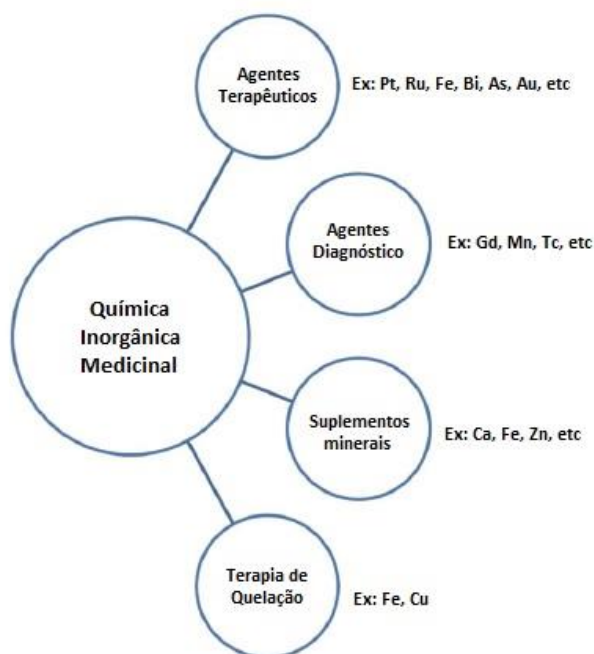 Agentes
Terapêuticos
Ex: Pt, Ru, Fe, Bi, As, Au, etc
Agentes
Diagnóstico
Ex: Gd, Mn, Tc, etc
Química
Inorgânica
Medicinal
Suplementos
minerais
Ex: Ca, Fe, Zn, etc
Terapia de
Quelação
Ex: Fe, Cu